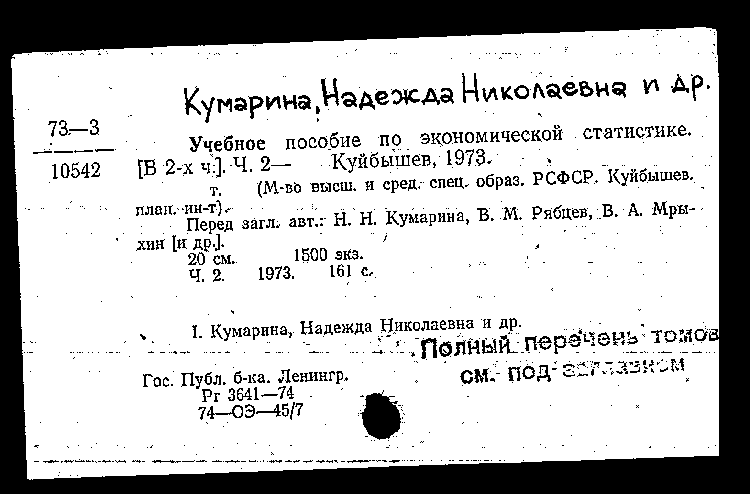 Кумарина, Надежда Николаевна и др.
73—3
10542
Учебное пособие по экономической статистике.
[В 2-х ч.]. Ч. 2— Куйбышев, 1973.
т. (М-во высш. и сред. спец. образ. РСФСР. Куйбышев.
план. ин-т).
Перед загл. авт.: Н. Н. Кумарина, В. М. Рябцев, В. А. Мры-
хин [и др.].
20 см. 1500 экз.
Ч. 2. 1973. 161 с.
I. Кумарина, Надежда Николаевна и др.
Полный перечень томов
см. под заглавием
Гос. Публ. б-ка. Ленингр.
Рг 3641—74
74—ОЭ—45/7